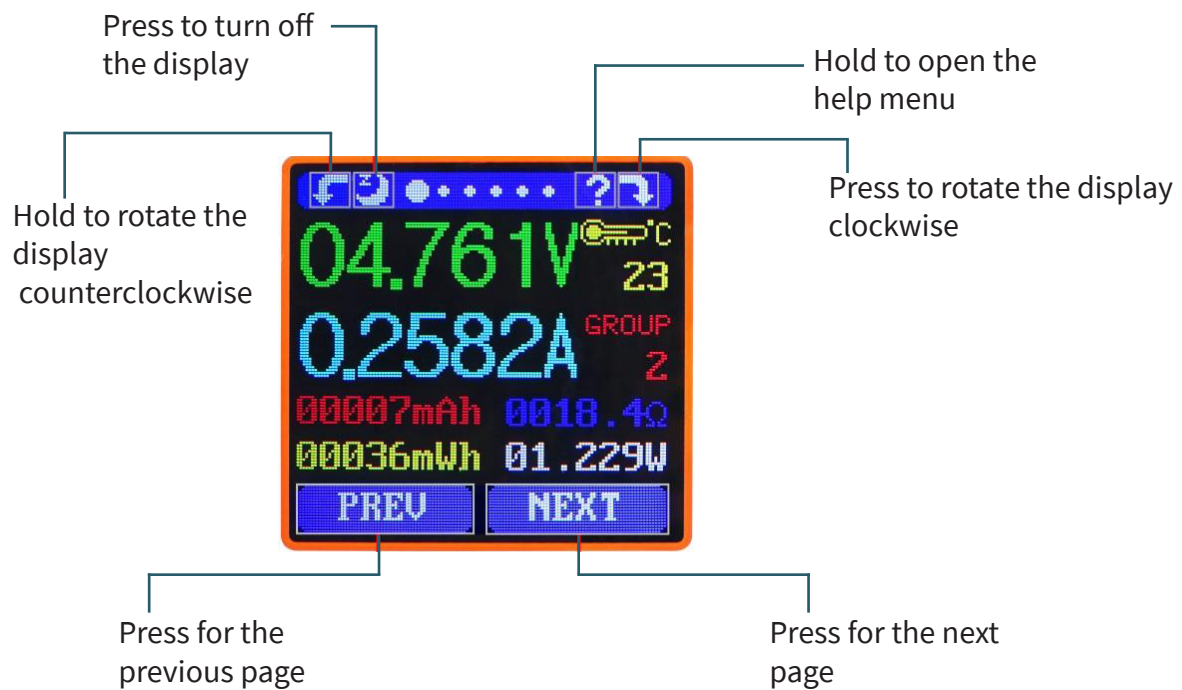 Press to turn off
the display
Hold to open the
help menu
Hold to rotate the
display
counterclockwise
Press to rotate the display
clockwise
?
04.761V
°C
23
0.2582A
GROUP
2
00007mAh 0018.4Ω
00036mWh 01.229W
PREV NEXT
Press for the
previous page
Press for the next
page